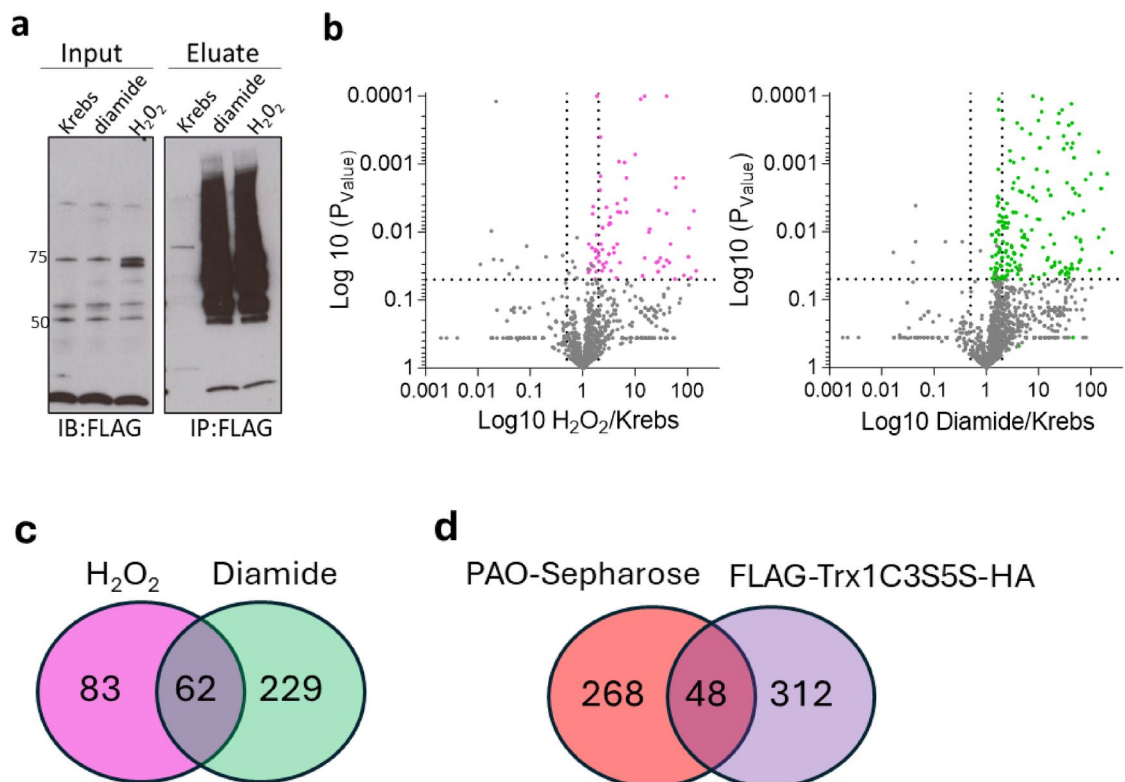 a
Input
Eluate
Krebs
diamide
H₂O₂
Krebs
diamide
H₂O₂
75
50
IB:FLAG
IP:FLAG
b
Log 10 (PValue)
0.0001
0.001
0.01
0.1
1
0.001
0.01
0.1
1
10
100
Log10 H₂O₂/Krebs
Log10 (PValue)
0.0001
0.001
0.01
0.1
1
0.001
0.01
0.1
1
10
100
Log10 Diamide/Krebs
c
H₂O₂
Diamide
83
62
229
d
PAO-Sepharose
FLAG-Trx1C3S5S-HA
268
48
312